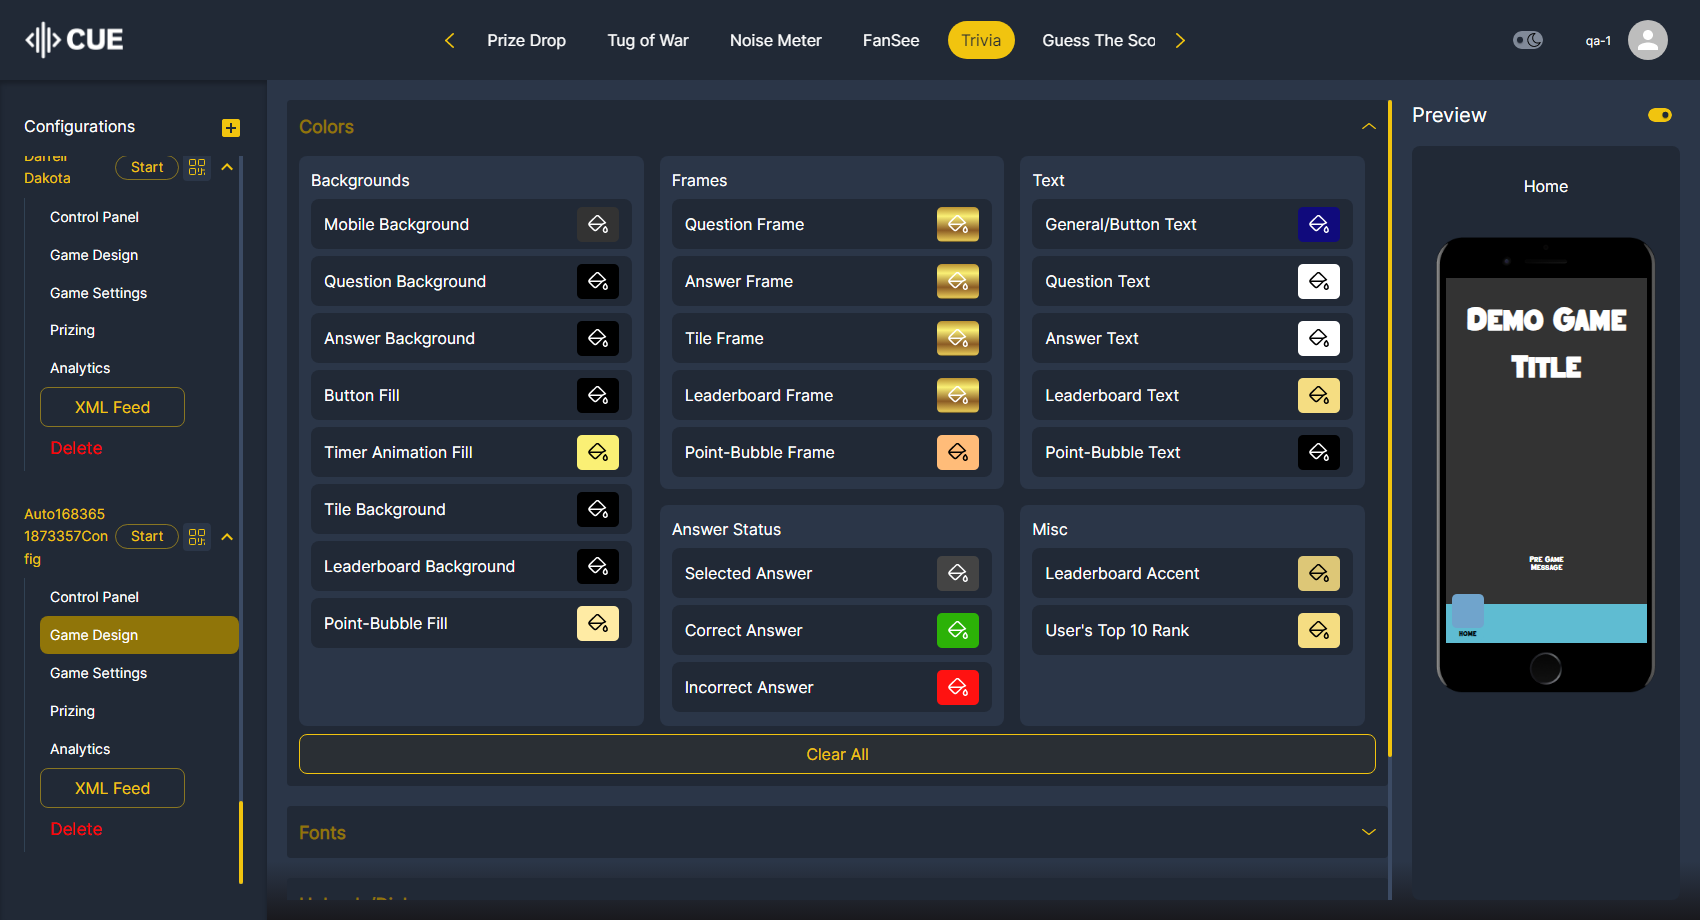 CUE
Prize Drop
Tug of War
Noise Meter
FanSee
Trivia
Guess The Sco
qa-1
Configurations
Darrell
Dakota
Start
Control Panel
Game Design
Game Settings
Prizing
Analytics
XML Feed
Delete
Auto168365
1873357Con
fig
Start
Control Panel
Game Design
Game Settings
Prizing
Analytics
XML Feed
Delete
Colors
Backgrounds
Mobile Background
Question Background
Answer Background
Button Fill
Timer Animation Fill
Tile Background
Leaderboard Background
Point-Bubble Fill
Frames
Question Frame
Answer Frame
Tile Frame
Leaderboard Frame
Point-Bubble Frame
Text
General/Button Text
Question Text
Answer Text
Leaderboard Text
Point-Bubble Text
Answer Status
Selected Answer
Correct Answer
Incorrect Answer
Misc
Leaderboard Accent
User's Top 10 Rank
Clear All
Fonts
Preview
Home
Demo Game
Title
Pre Game
Message
HOME